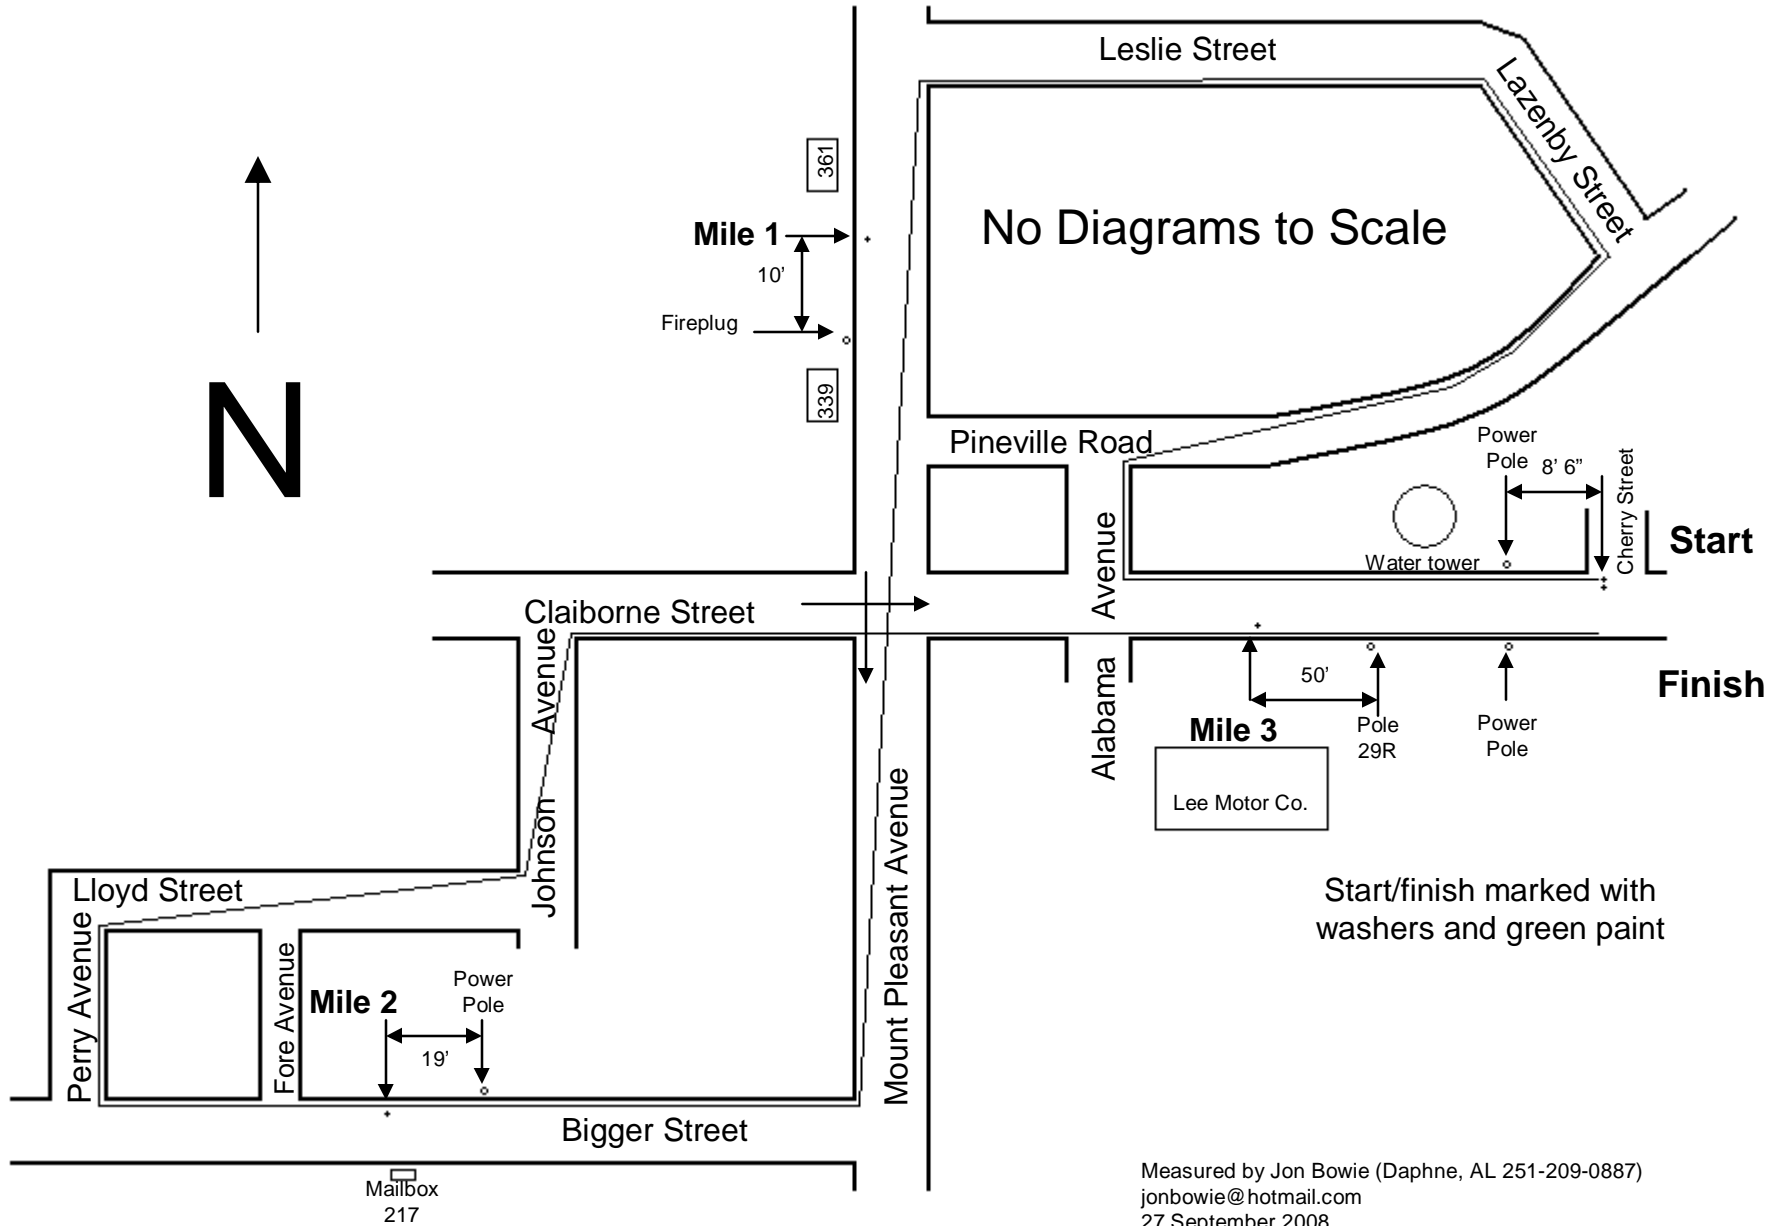 Leslie Street
Lazenby Street
361
Mile 1
No Diagrams to Scale
10'
Fireplug
339
N
Pineville Road
Power
Pole
8' 6”
Cherry Street
Start
Water tower
Claiborne Street
Alabama Avenue
Johnson Avenue
50'
Finish
Mile 3
Pole
29R
Power
Pole
Lee Motor Co.
Mount Pleasant Avenue
Lloyd Street
Perry Avenue
Fore Avenue
Start/finish marked with
washers and green paint
Mile 2
Power
Pole
19'
Bigger Street
Mailbox
217
Measured by Jon Bowie (Daphne, AL 251-209-0887)
jonbowie@hotmail.com
27 September 2008